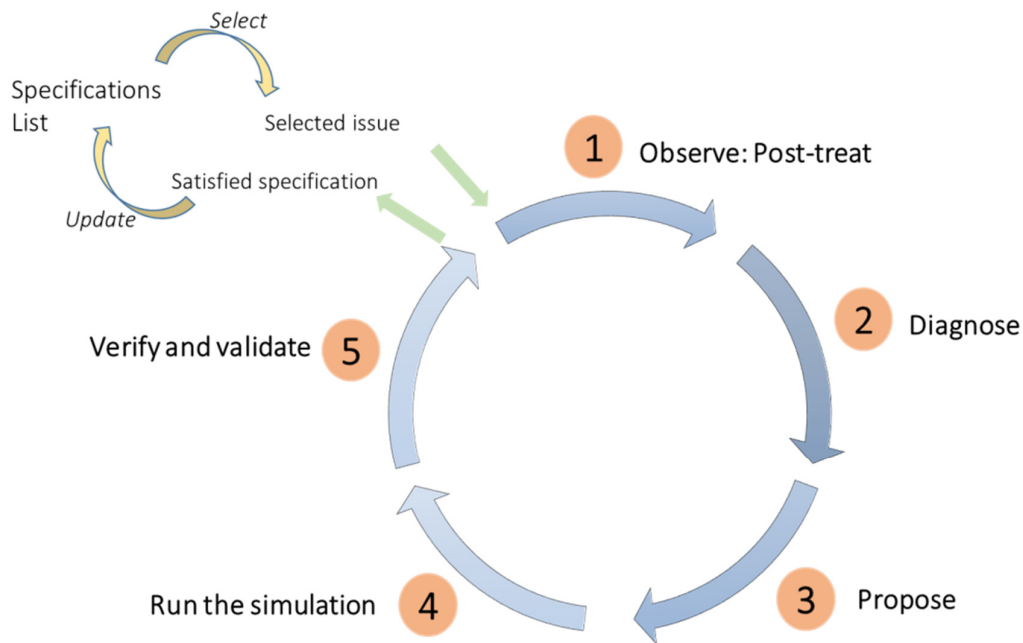 Select
Specifications
List
Selected issue
Satisfied specification
Update
1
Observe: Post-treat
2
Diagnose
3
Propose
4
Run the simulation
5
Verify and validate